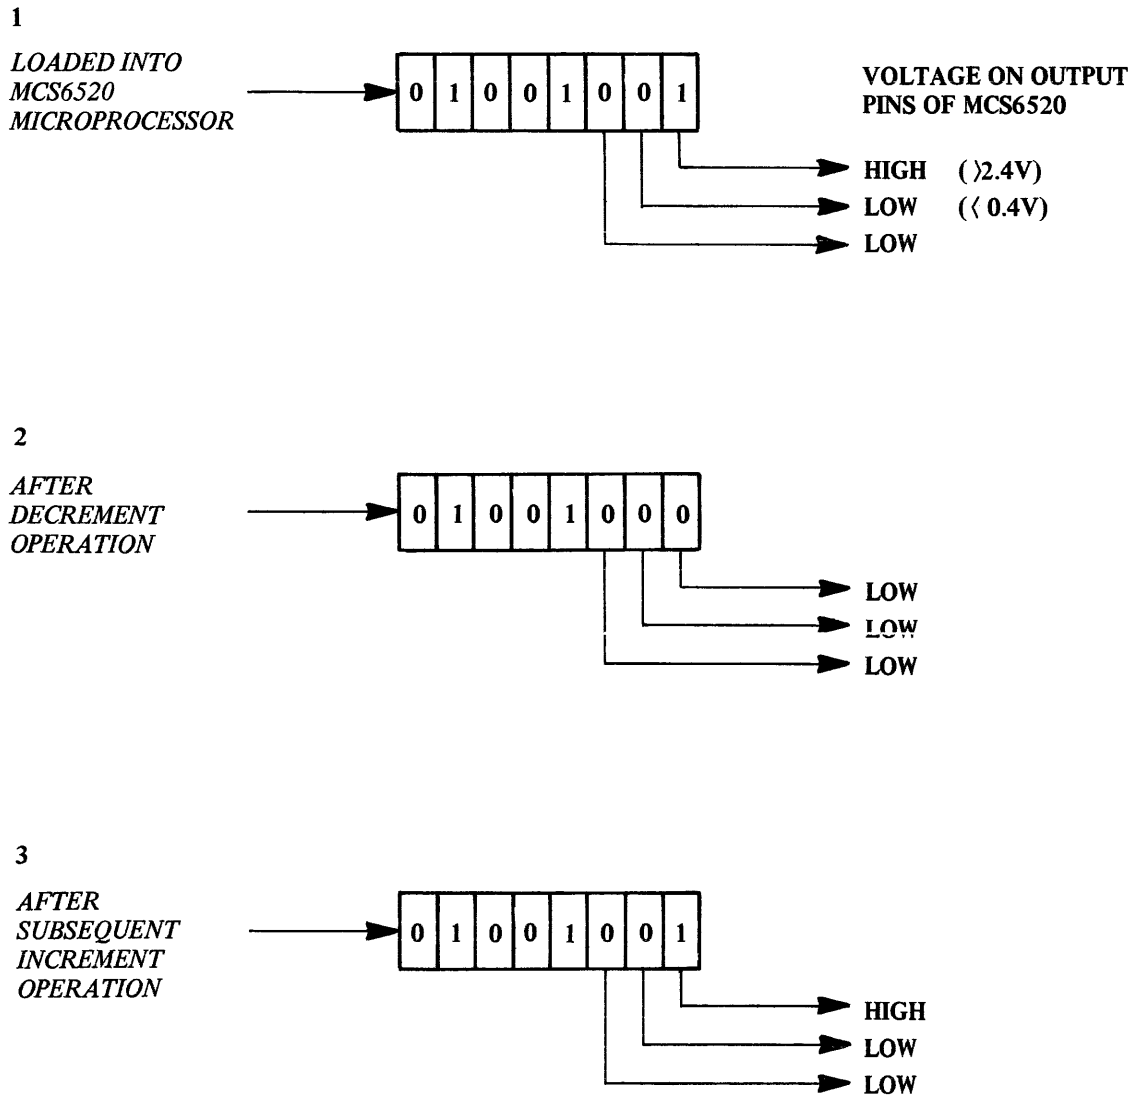 1
LOADED INTO
MCS6520
MICROPROCESSOR
0 1 0 0 1 0 0 1
VOLTAGE ON OUTPUT
PINS OF MCS6520
HIGH (⟩2.4V)
LOW (⟨ 0.4V)
LOW
2
AFTER
DECREMENT
OPERATION
0 1 0 0 1 0 0 0
LOW
LOW
LOW
3
AFTER
SUBSEQUENT
INCREMENT
OPERATION
0 1 0 0 1 0 0 1
HIGH
LOW
LOW